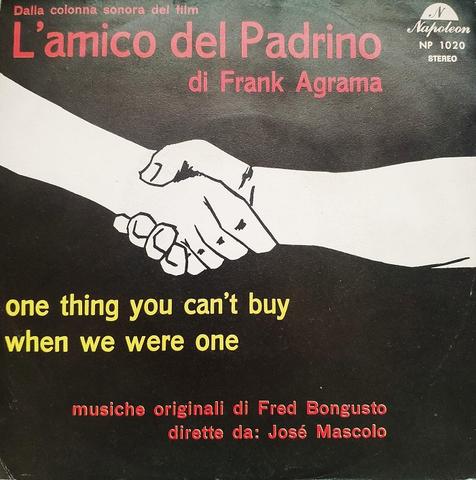 Dalla colonna sonora del film
L'amico del Padrino
di Frank Agrama
N
Napoleon
NP 1020
STEREO
one thing you can't buy
when we were one
musiche originali di Fred Bongusto
dirette da: José Mascolo